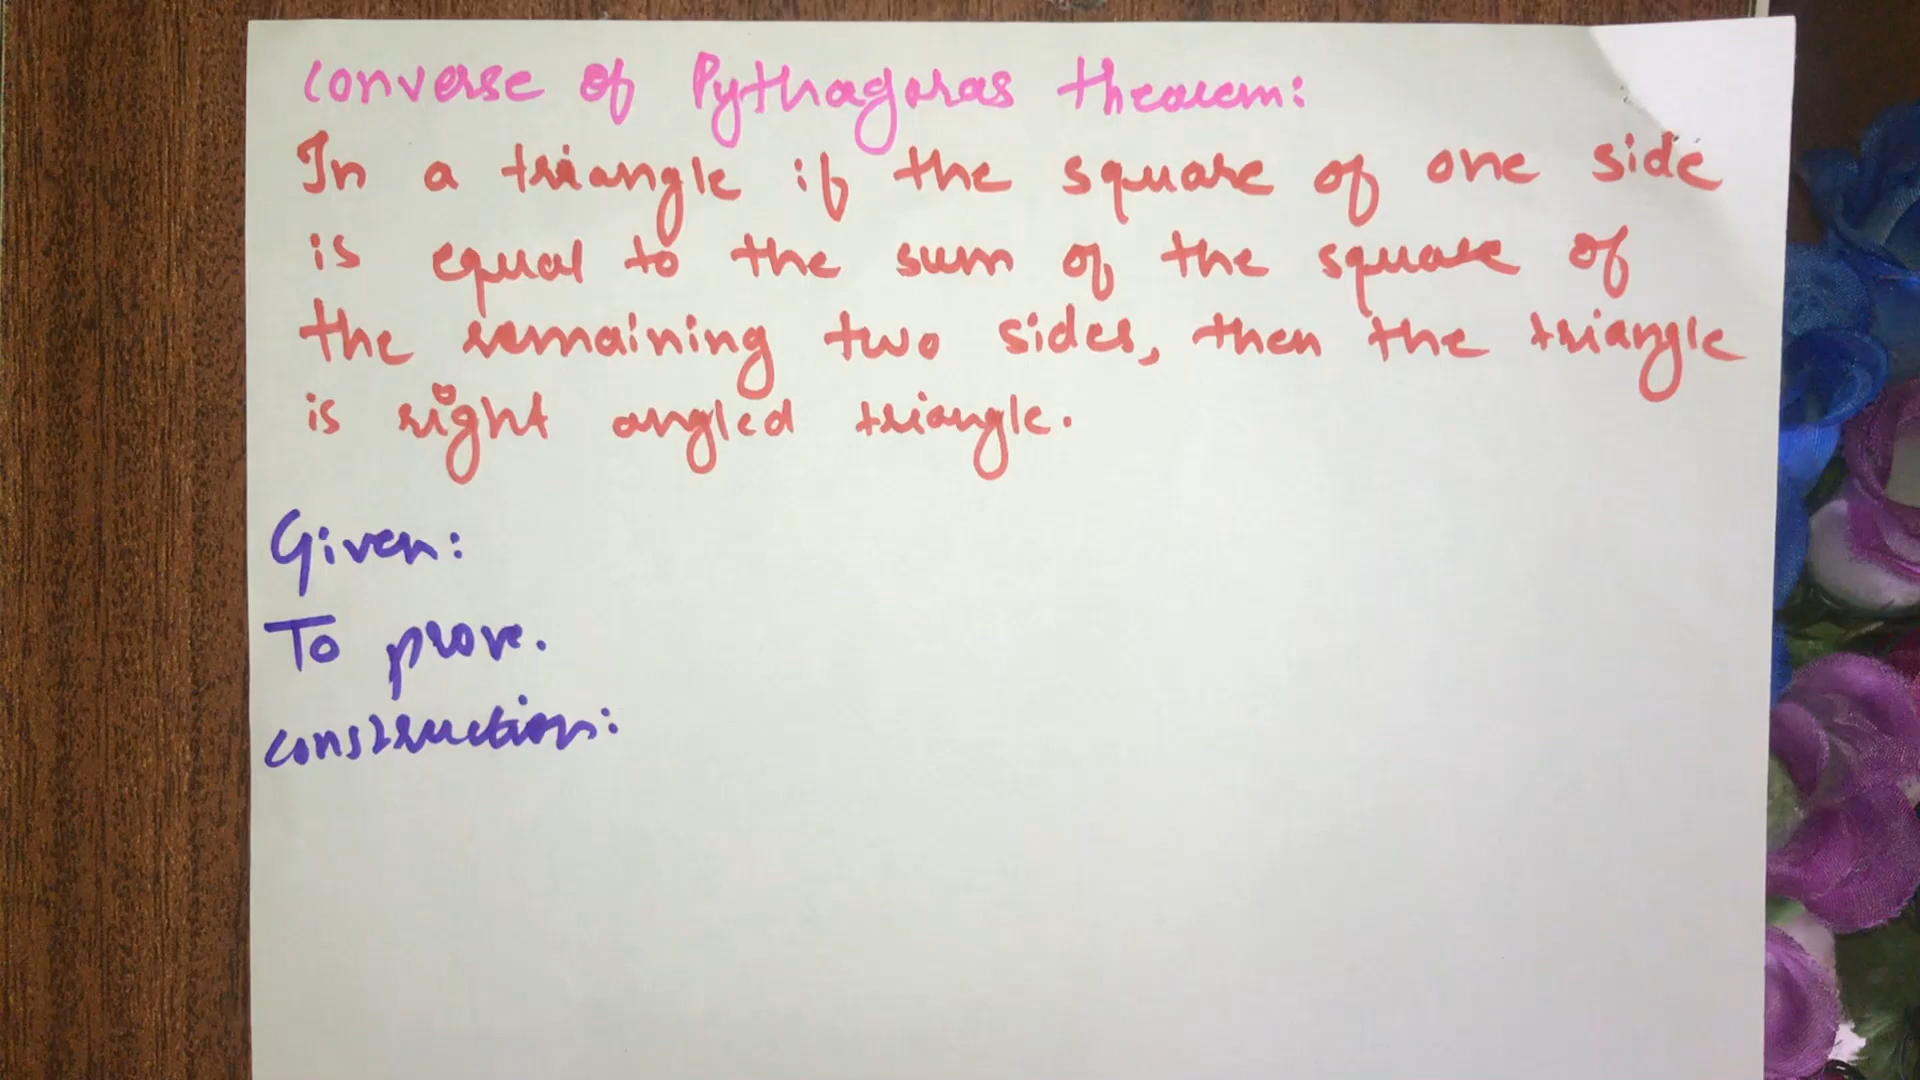 converse of Pythagoras theorem:
In a triangle if the square of one side
is equal to the sum of the square of
the remaining two sides, then the triangle
is right angled triangle.
Given:
To prove.
construction: